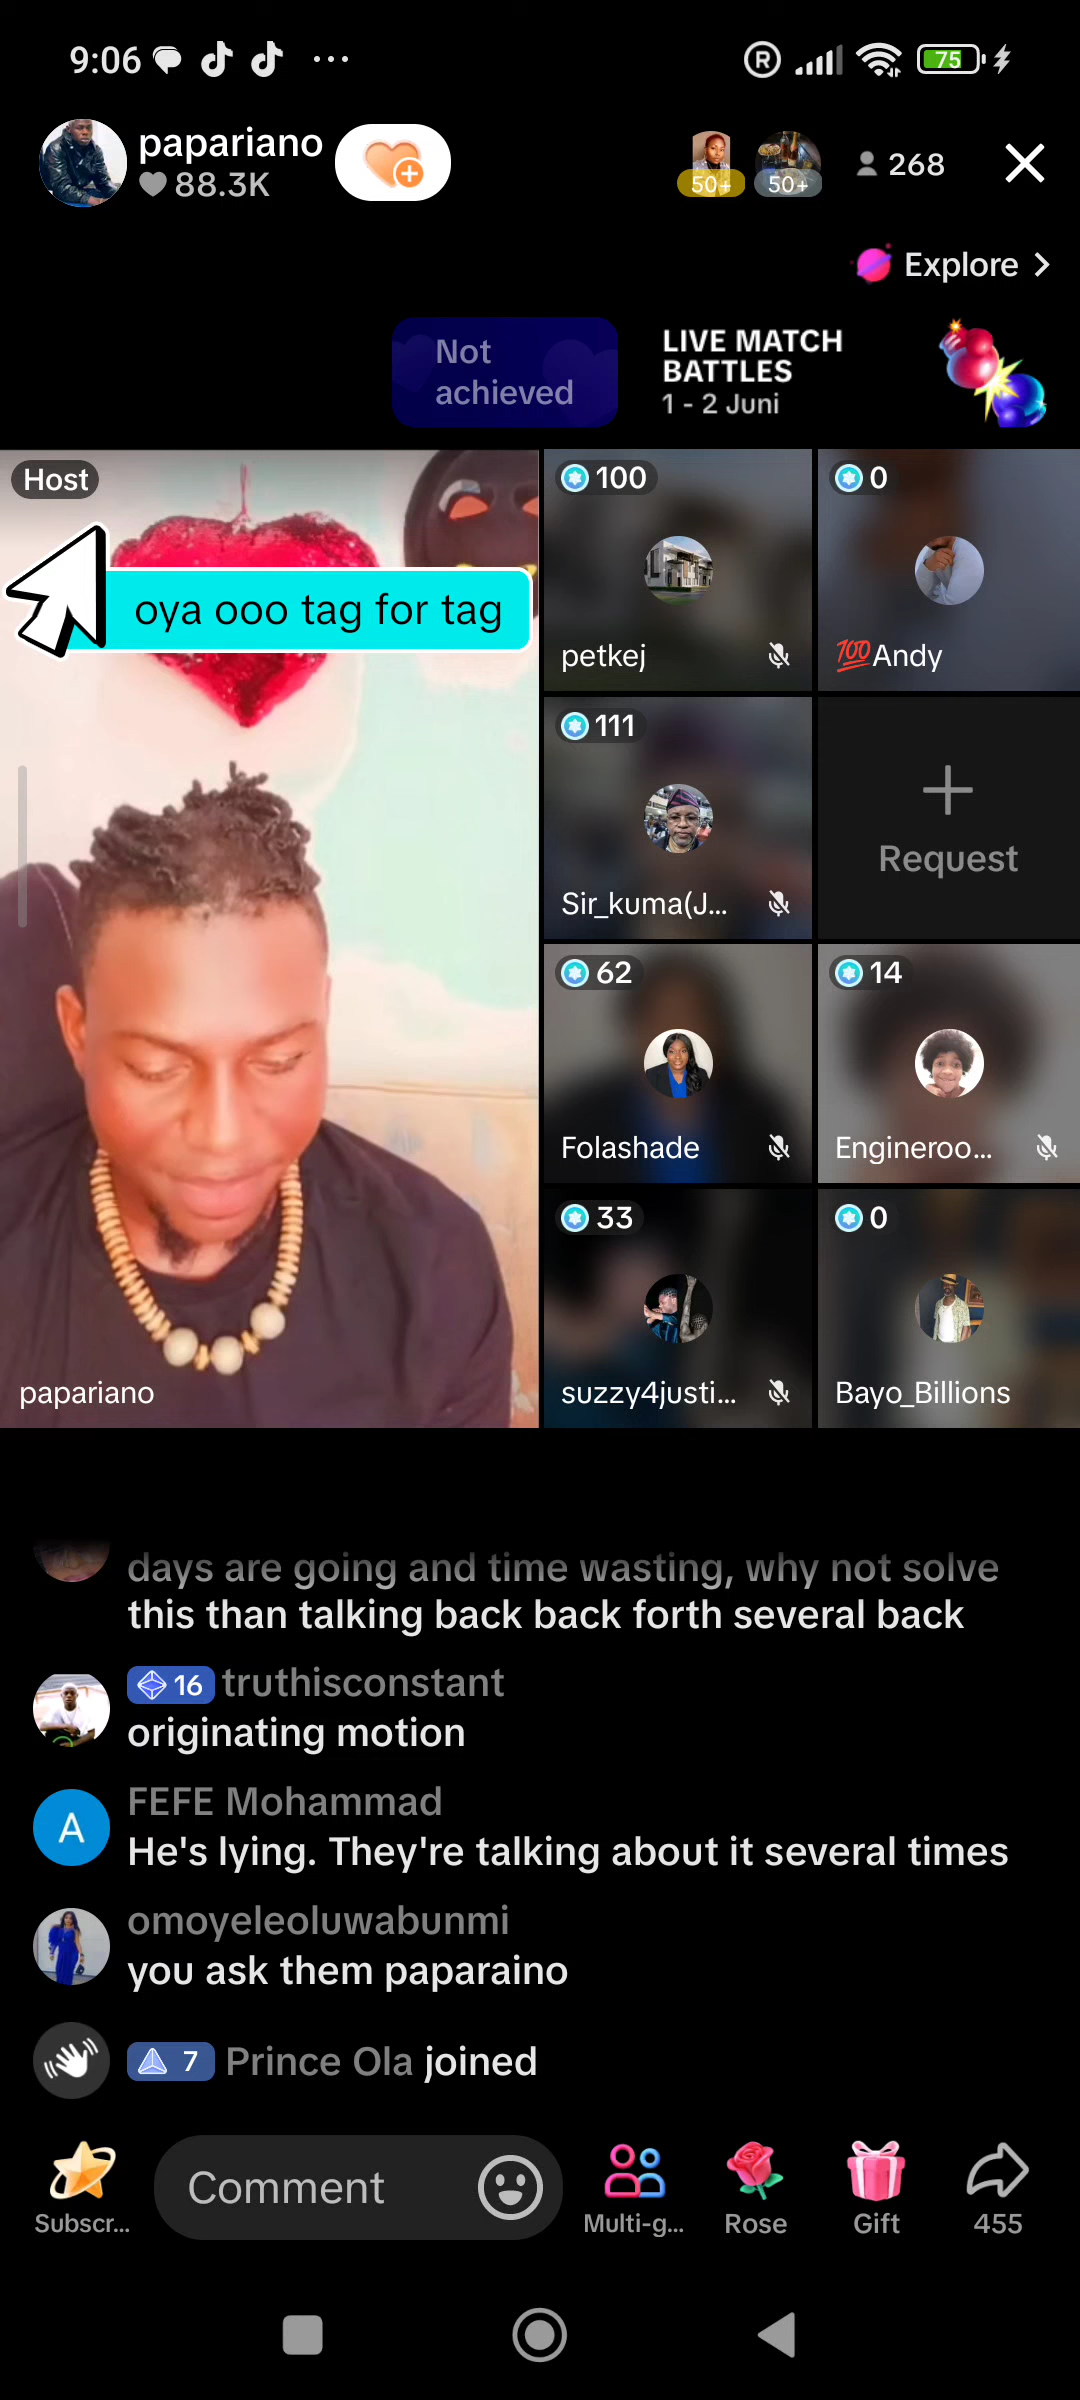 9:06
R
75
papariano
88.3K
50+
50+
268
Explore
Not
achieved
LIVE MATCH
BATTLES
1 - 2 Juni
Host
oya ooo tag for tag
papariano
100
petkej
0
💯Andy
111
Sir_kuma(J...
Request
62
Folashade
14
Engineroo...
33
suzzy4justi...
0
Bayo_Billions
days are going and time wasting, why not solve
this than talking back back forth several back
16 truthisconstant
originating motion
A
FEFE Mohammad
He's lying. They're talking about it several times
omoyeleoluwabunmi
you ask them paparaino
7 Prince Ola joined
Subscr...
Comment
Multi-g...
Rose
Gift
455